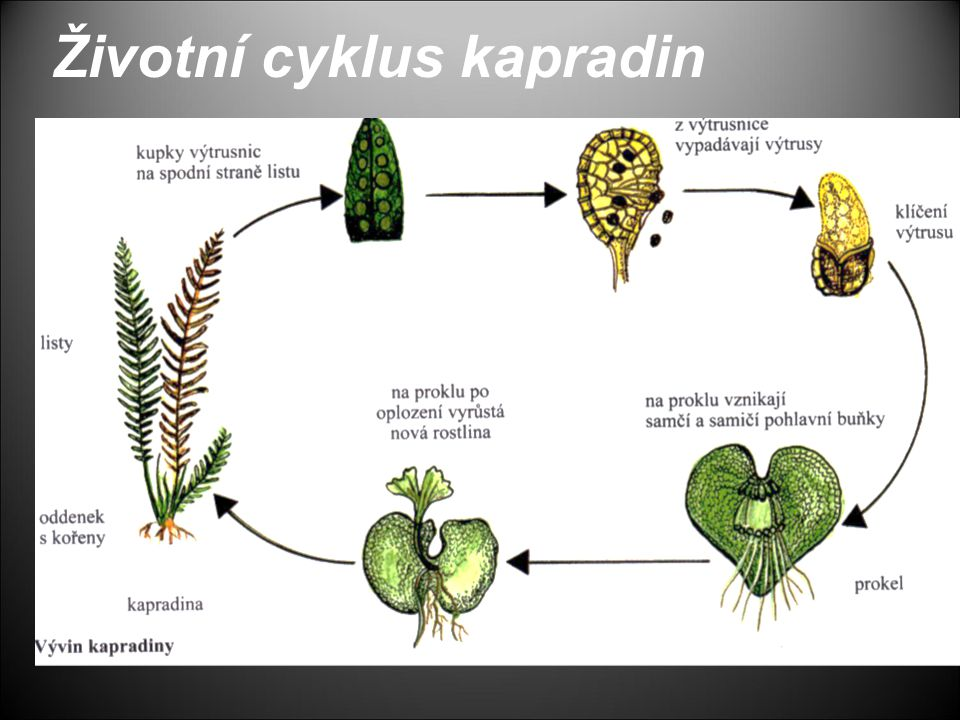 Životní cyklus kapradin
kupky výtrusnic
na spodní straně listu
z výtrusnice
vypadávají výtrusy
klíčení
výtrusu
listy
na proklu po
oplození vyrůstá
nová rostlina
na proklu vznikají
samčí a samičí pohlavní buňky
oddenek
s kořeny
kapradina
prokel
Vývin kapradiny